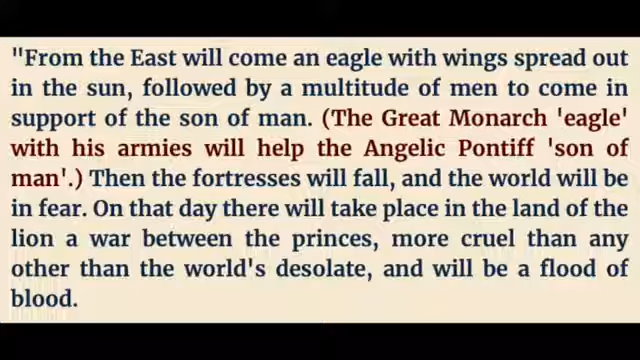 "From the East will come an eagle with wings spread out
in the sun, followed by a multitude of men to come in
support of the son of man. (The Great Monarch 'eagle'
with his armies will help the Angelic Pontiff 'son of
man'.) Then the fortresses will fall, and the world will be
in fear. On that day there will take place in the land of the
lion a war between the princes, more cruel than any
other than the world's desolate, and will be a flood of
blood.